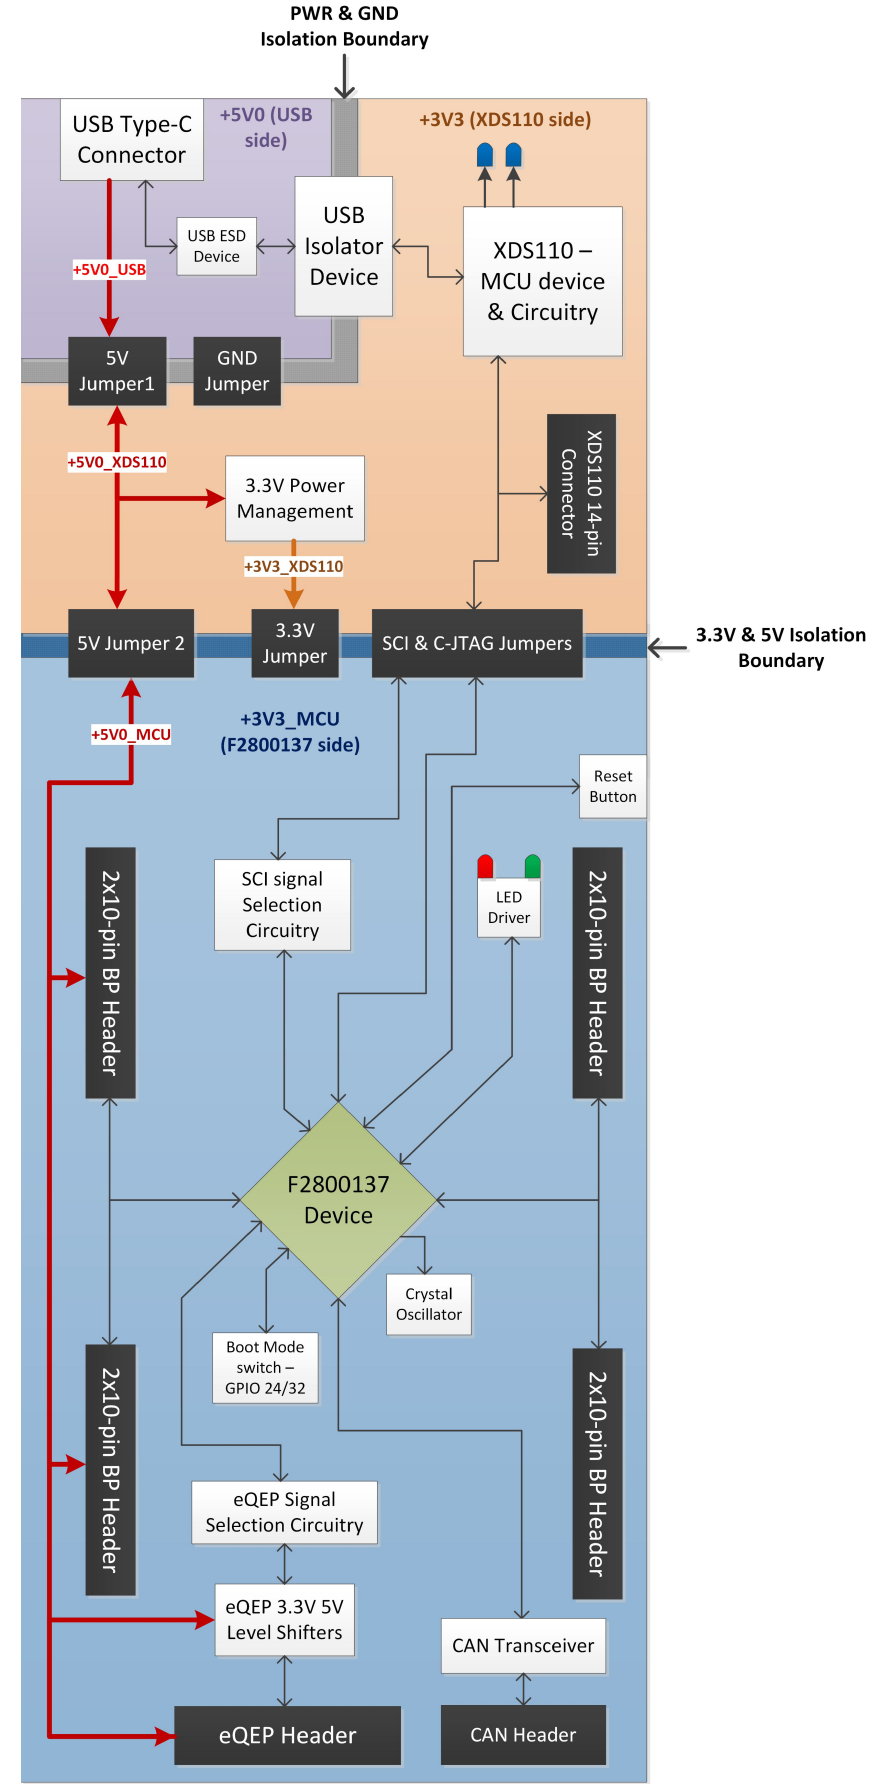 PWR & GND
Isolation Boundary
USB Type-C
Connector
+5V0 (USB
side)
+3V3 (XDS110 side)
USB ESD
Device
USB
Isolator
Device
XDS110 –
MCU device
& Circuitry
+5V0_USB
5V
Jumper1
GND
Jumper
+5V0_XDS110
3.3V Power
Management
XDS110 14-pin
Connector
+3V3_XDS110
5V Jumper 2
3.3V
Jumper
SCI & C-JTAG Jumpers
3.3V & 5V Isolation
Boundary
+3V3_MCU
(F2800137 side)
+5V0_MCU
Reset
Button
2x10-pin BP Header
SCI signal
Selection
Circuitry
LED
Driver
2x10-pin BP Header
F2800137
Device
Crystal
Oscillator
Boot Mode
switch –
GPIO 24/32
2x10-pin BP Header
2x10-pin BP Header
eQEP Signal
Selection Circuitry
eQEP 3.3V 5V
Level Shifters
CAN Transceiver
eQEP Header
CAN Header